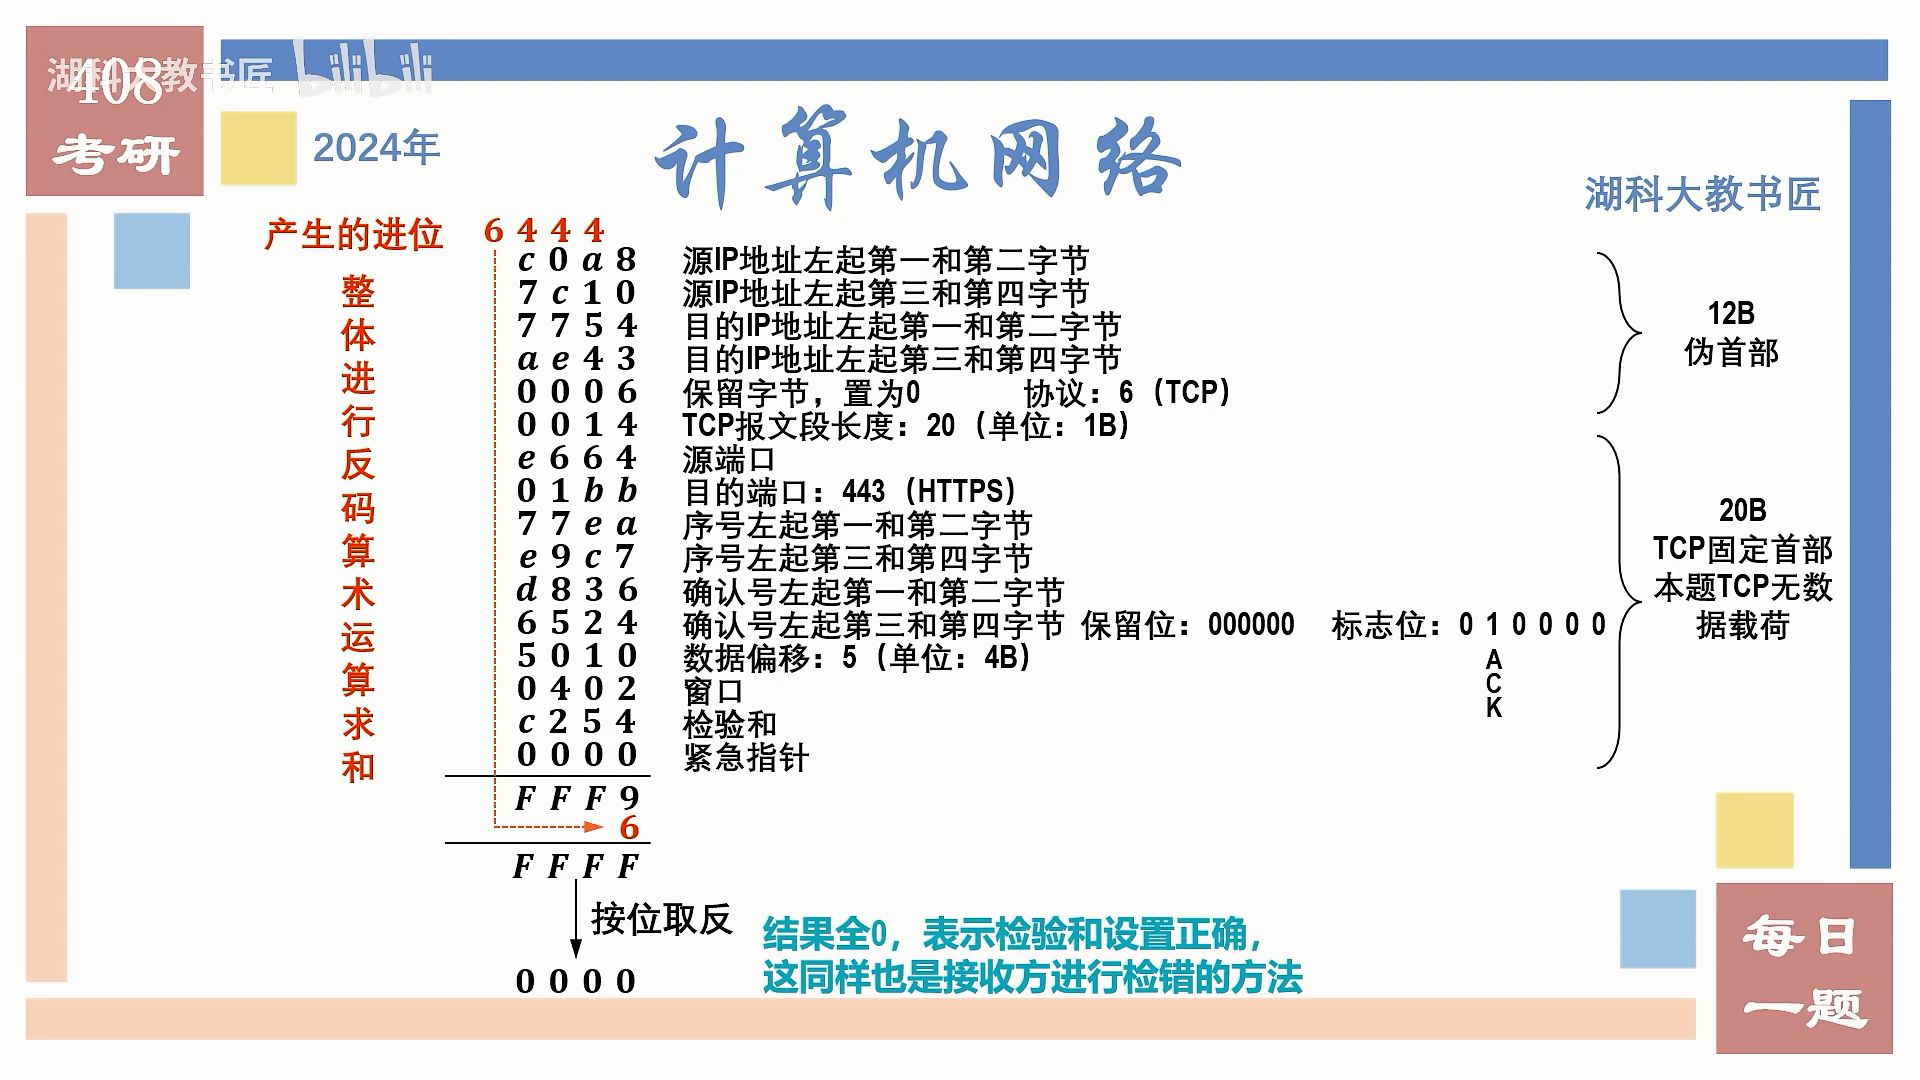 湖科大教书匠 bilibili
408
考研
2024年
计算机网络
湖科大教书匠
产生的进位 6 4 4 4
整体进行反码算术运算求和
c 0 a 8 源IP地址左起第一和第二字节
7 c 1 0 源IP地址左起第三和第四字节
7 7 5 4 目的IP地址左起第一和第二字节
a e 4 3 目的IP地址左起第三和第四字节
0 0 0 6 保留字节，置为0 协议：6（TCP）
0 0 1 4 TCP报文段长度：20（单位：1B）
12B
伪首部
e 6 6 4 源端口
0 1 b b 目的端口：443（HTTPS）
7 7 e a 序号左起第一和第二字节
e 9 c 7 序号左起第三和第四字节
d 8 3 6 确认号左起第一和第二字节
6 5 2 4 确认号左起第三和第四字节 保留位：000000 标志位：0 1 0 0 0 0
5 0 1 0 数据偏移：5（单位：4B）
ACK
0 4 0 2 窗口
c 2 5 4 检验和
0 0 0 0 紧急指针
20B
TCP固定首部
本题TCP无数
据载荷
F F F 9
6
F F F F
按位取反
0 0 0 0
结果全0，表示检验和设置正确，
这同样也是接收方进行检错的方法
每日
一题